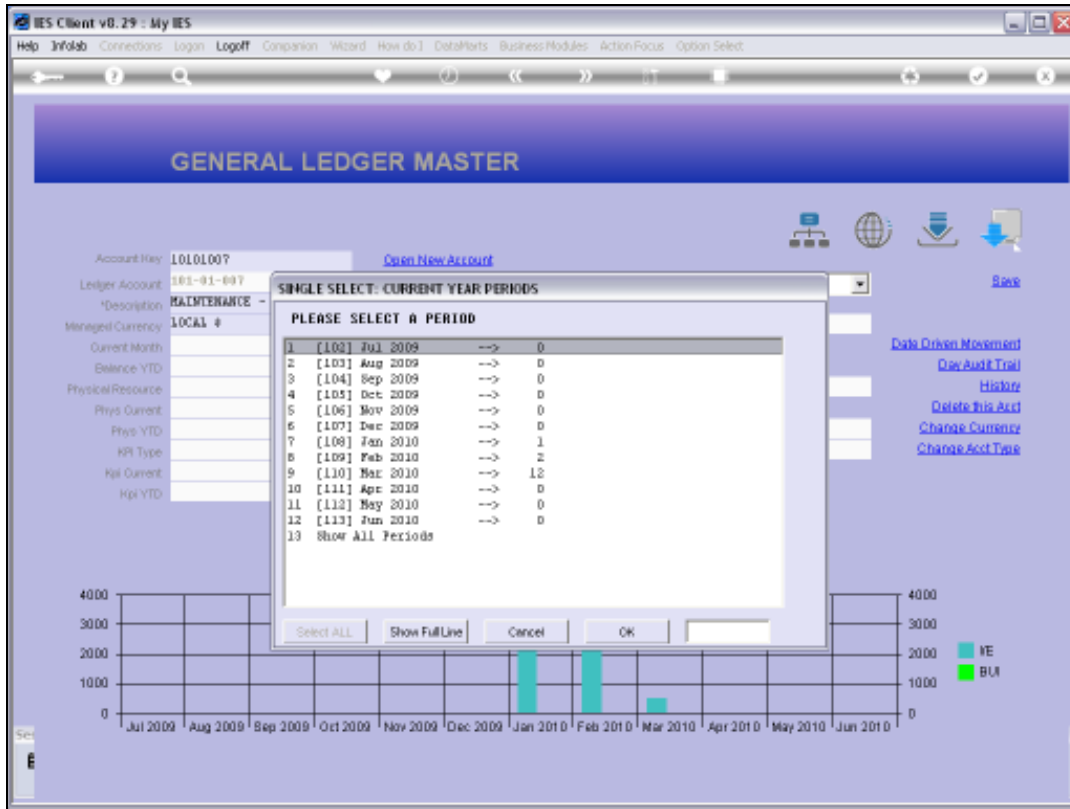 IES Client v8.29 : My IES
Help Infolab Connections Logon Logoff Companion Wizard How do I DataMarts Business Modules Action Focus Option Select
GENERAL LEDGER MASTER
Account Key 10101007 Open New Account
Ledger Account 101-01-007 Save
*Description MAINTENANCE -
Managed Currency LOCAL #
Current Month
Balance YTD
Physical Resource
Phys Current
Phys YTD
KPI Type
Kpi Current
Kpi YTD
Data Driven Movement
Day Audit Trail
History
Delete this Acct
Change Currency
Change Acct Type
SINGLE SELECT: CURRENT YEAR PERIODS
PLEASE SELECT A PERIOD
1 [102] Jul 2009 --> 0
2 [103] Aug 2009 --> 0
3 [104] Sep 2009 --> 0
4 [105] Oct 2009 --> 0
5 [106] Nov 2009 --> 0
6 [107] Dec 2009 --> 0
7 [108] Jan 2010 --> 1
8 [109] Feb 2010 --> 2
9 [110] Mar 2010 --> 12
10 [111] Apr 2010 --> 0
11 [112] May 2010 --> 0
12 [113] Jun 2010 --> 0
13 Show All Periods
Select ALL Show Full Line Cancel OK
4000 4000
3000 3000
2000 2000
1000 1000
0 0
Jul 2009 Aug 2009 Sep 2009 Oct 2009 Nov 2009 Dec 2009 Jan 2010 Feb 2010 Mar 2010 Apr 2010 May 2010 Jun 2010